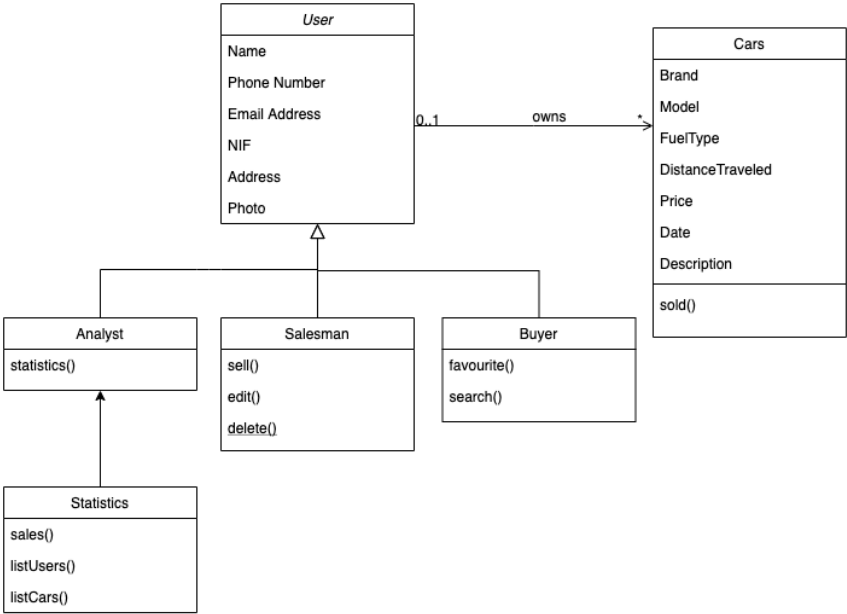 User
Name
Phone Number
Email Address
NIF
Address
Photo
0..1
owns
*
Cars
Brand
Model
FuelType
DistanceTraveled
Price
Date
Description
sold()
Analyst
statistics()
Salesman
sell()
edit()
delete()
Buyer
favourite()
search()
Statistics
sales()
listUsers()
listCars()